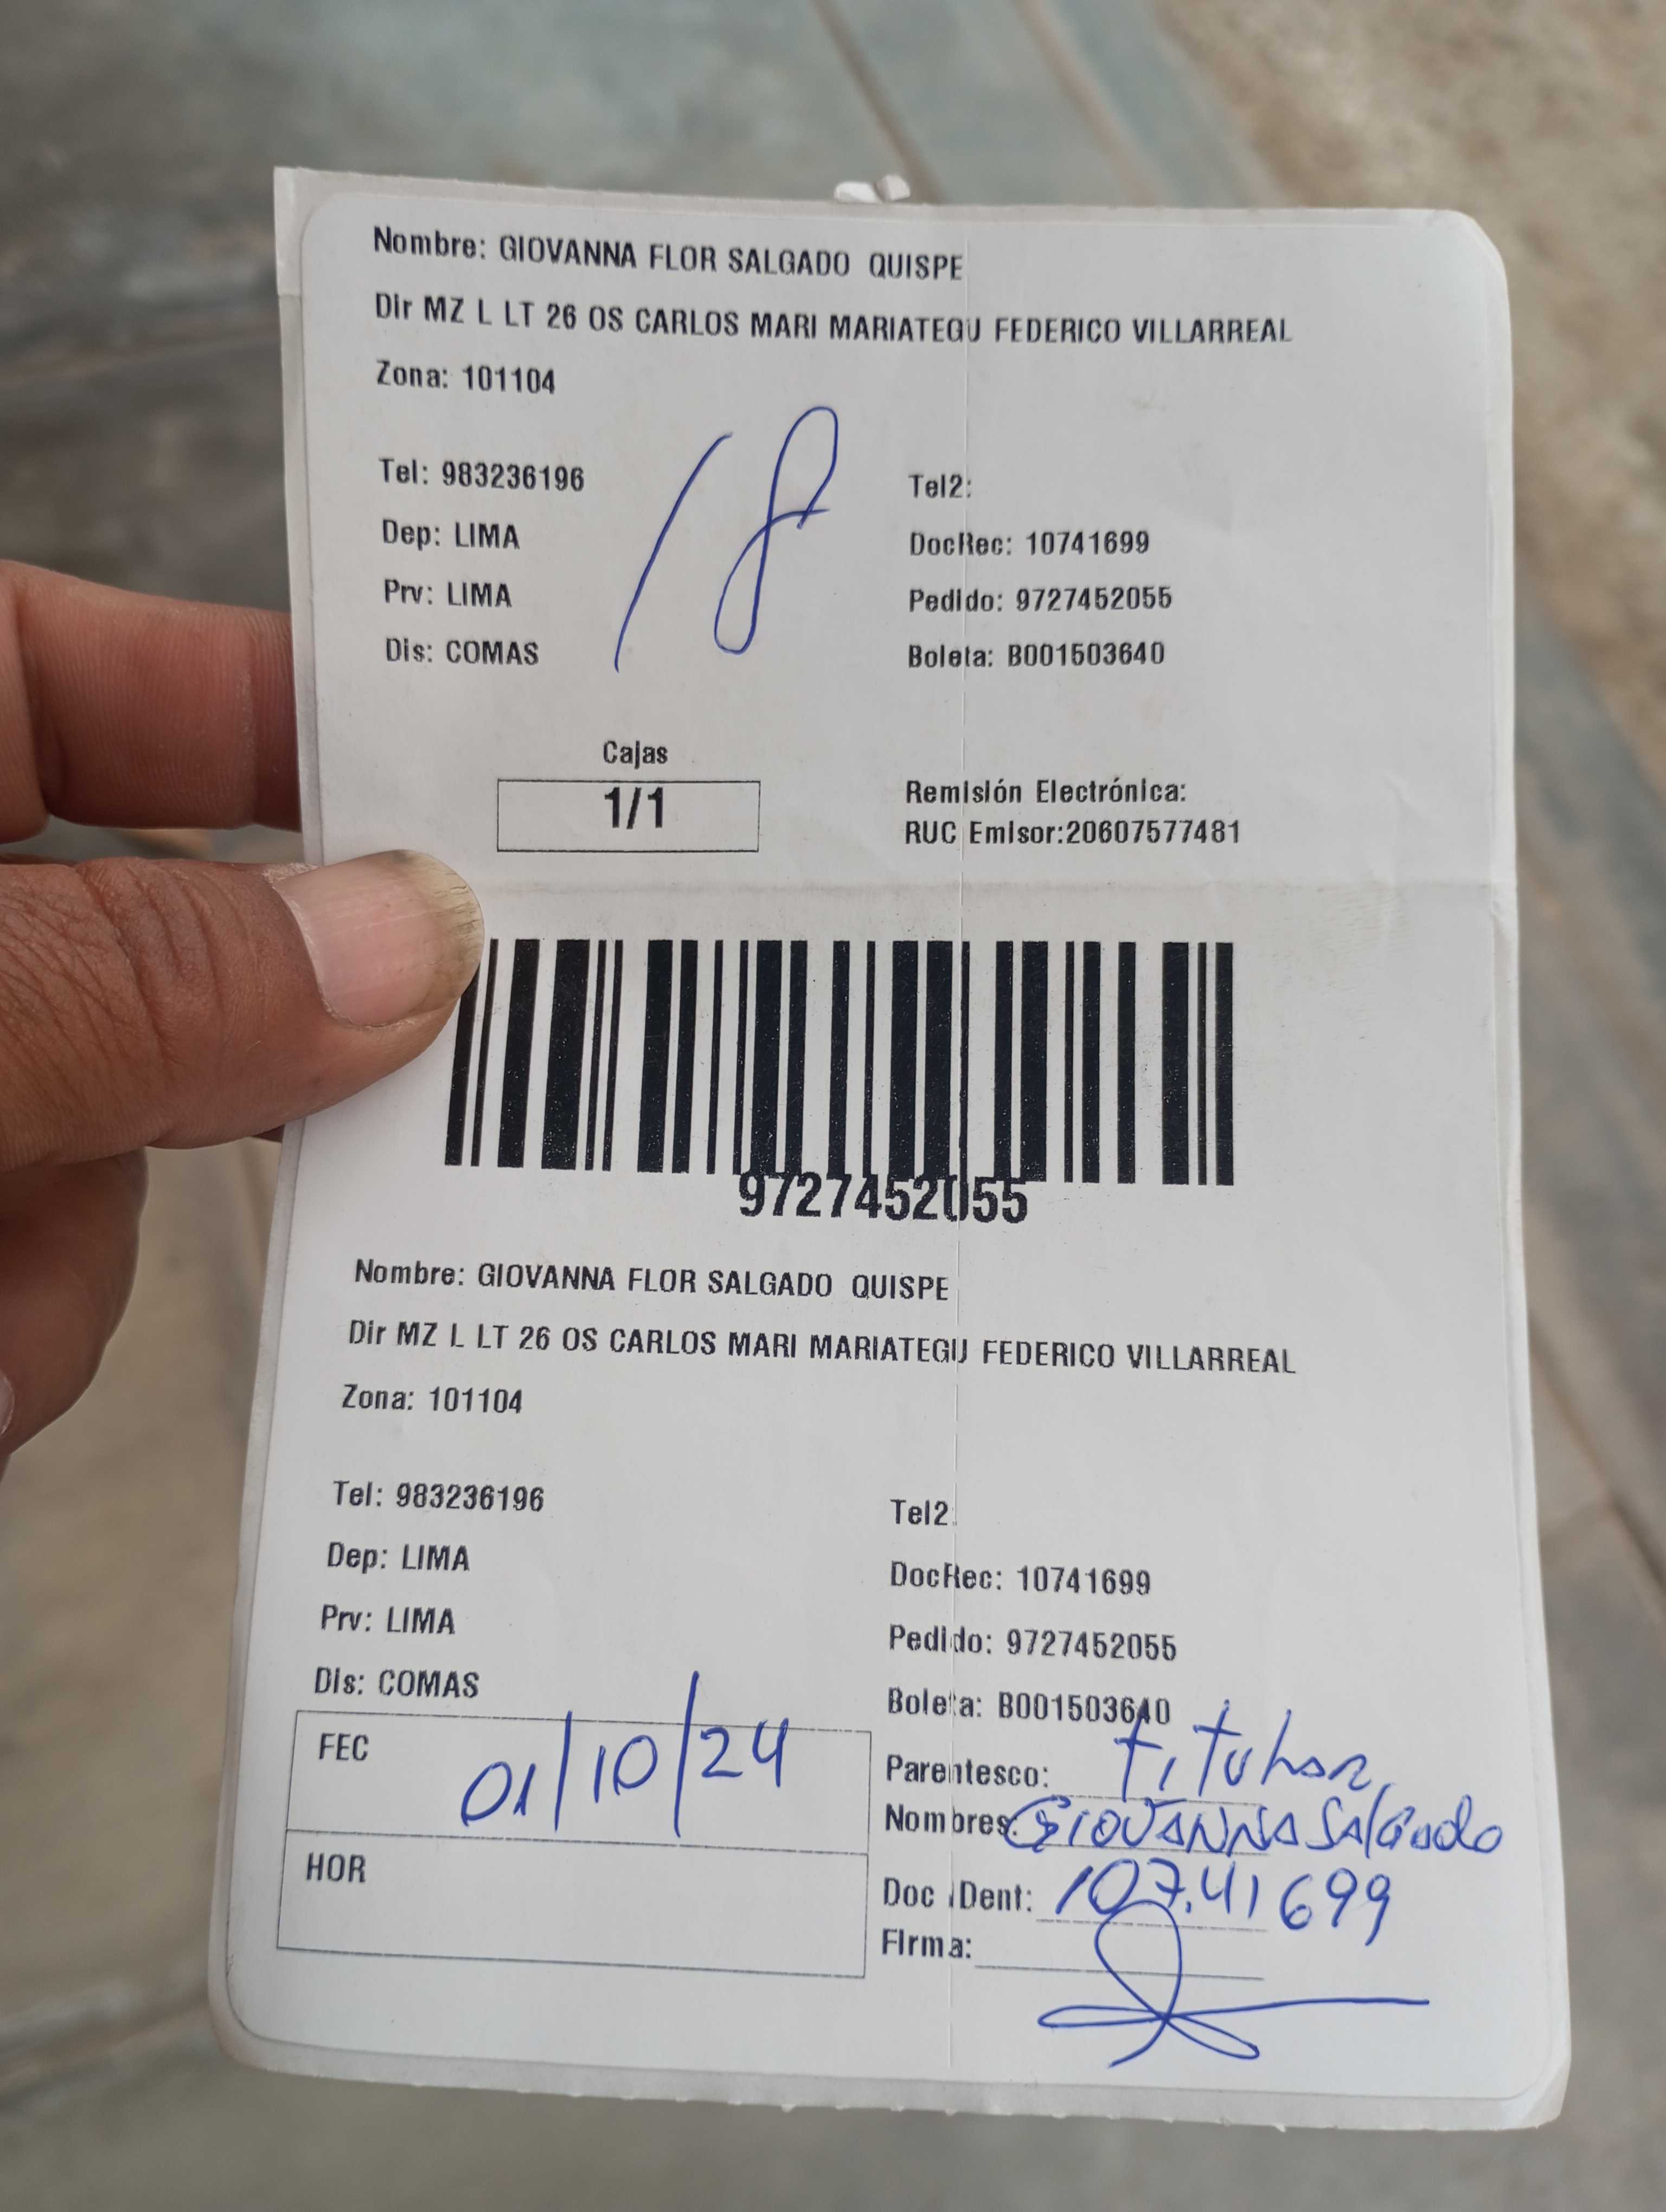 Nombre: GIOVANNA FLOR SALGADO QUISPE
Dir MZ L LT 26 OS CARLOS MARI MARIATEGU FEDERICO VILLARREAL
Zona: 101104
18
Tel: 983236196 Tel2:
Dep: LIMA DocRec: 10741699
Prv: LIMA Pedido: 9727452055
Dis: COMAS Boleta: B001503640
Cajas
1/1
Remisión Electrónica:
RUC Emisor:20607577481
9727452055
Nombre: GIOVANNA FLOR SALGADO QUISPE
Dir MZ L LT 26 OS CARLOS MARI MARIATEGU FEDERICO VILLARREAL
Zona: 101104
Tel: 983236196 Tel2:
Dep: LIMA DocRec: 10741699
Prv: LIMA Pedido: 9727452055
Dis: COMAS Boleta: B001503640
FEC 01/10/24
HOR
Parentesco: titular
Nombres: GIOVANNA Salgado
Doc IDent: 107.41699
Firma: